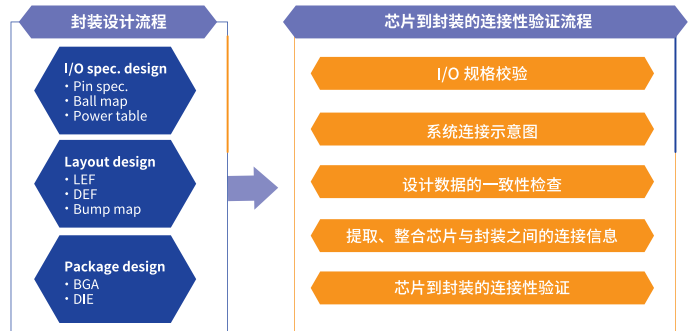 封装设计流程
I/O spec. design
· Pin spec.
· Ball map
· Power table
Layout design
· LEF
· DEF
· Bump map
Package design
· BGA
· DIE
芯片到封装的连接性验证流程
I/O 规格校验
系统连接示意图
设计数据的一致性检查
提取、整合芯片与封装之间的连接信息
芯片到封装的连接性验证